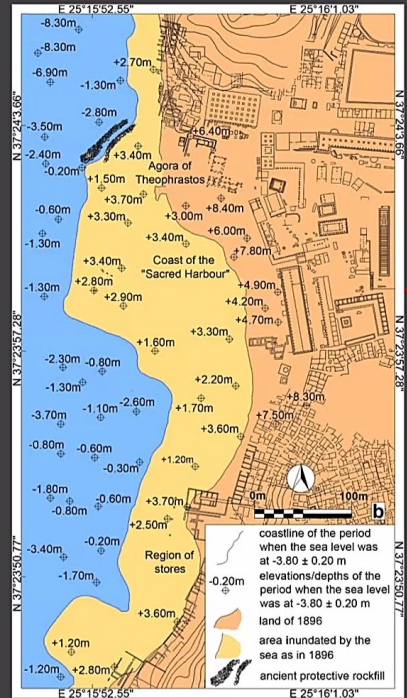 E 25°15'52.55" E 25°16'1.03"
-8.30m
-8.30m
+2.70m
-6.90m
-1.30m
N 37°24'3.66" N 37°24'3.66"
-2.80m
-3.50m
+6.40m
-2.40m
+3.40m
-0.20m
Agora of
Theophrastos
+1.50m
+3.70m
+8.40m
-0.60m
+3.30m
+3.00m
+6.00m
-1.30m
+3.40m
+7.80m
Coast of the
"Sacred Harbour"
+3.40m
+2.80m
+4.90m
-1.30m
+2.90m
+4.20m
+4.70m
N 37°23'57.28" N 37°23'57.28"
+3.30m
+1.60m
-2.30m
-0.80m
-1.30m
+2.20m
+8.30m
-3.70m
-1.10m
-2.60m
+1.70m
+7.50m
-0.80m
-0.60m
+3.60m
-0.30m
+1.20m
-1.80m
-0.80m
-0.60m
+3.70m
0m 100m
b
+2.50m
N 37°23'50.77" N 37°23'50.77"
-0.20m
-3.40m
Region of
stores
-1.70m
+3.60m
+1.20m
-1.20m
+2.80m
coastline of the period
when the sea level was
at -3.80 ± 0.20 m
-0.20m
elevations/depths of the
period when the sea level
was at -3.80 ± 0.20 m
land of 1896
area inundated by the
sea as in 1896
ancient protective rockfill
E 25°15'52.55" E 25°16'1.03"